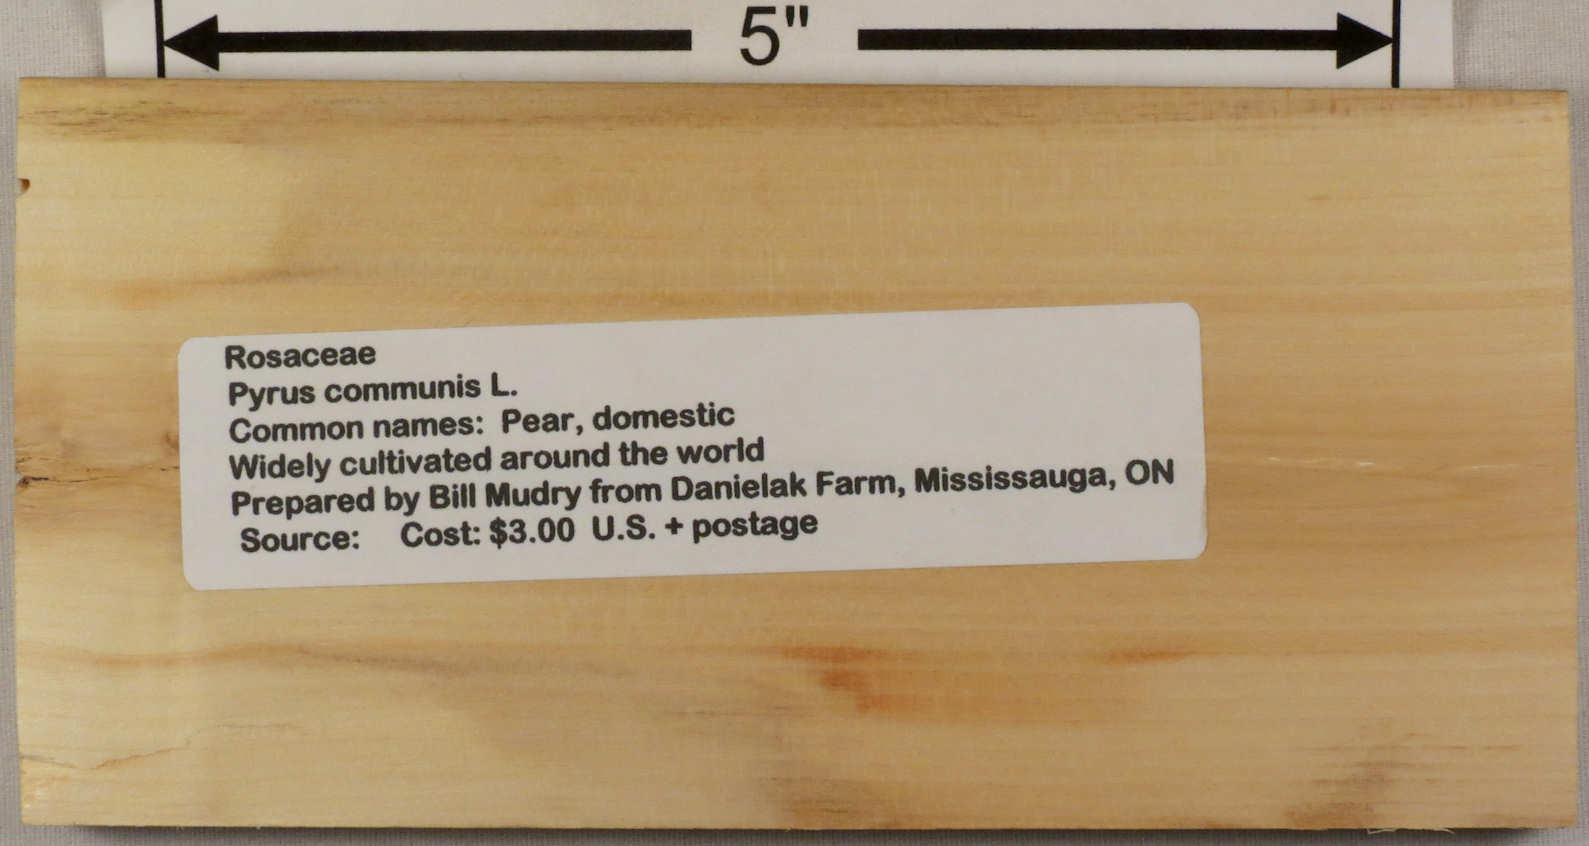 5"
Rosaceae
Pyrus communis L.
Common names: Pear, domestic
Widely cultivated around the world
Prepared by Bill Mudry from Danielak Farm, Mississauga, ON
Source: Cost: $3.00 U.S. + postage